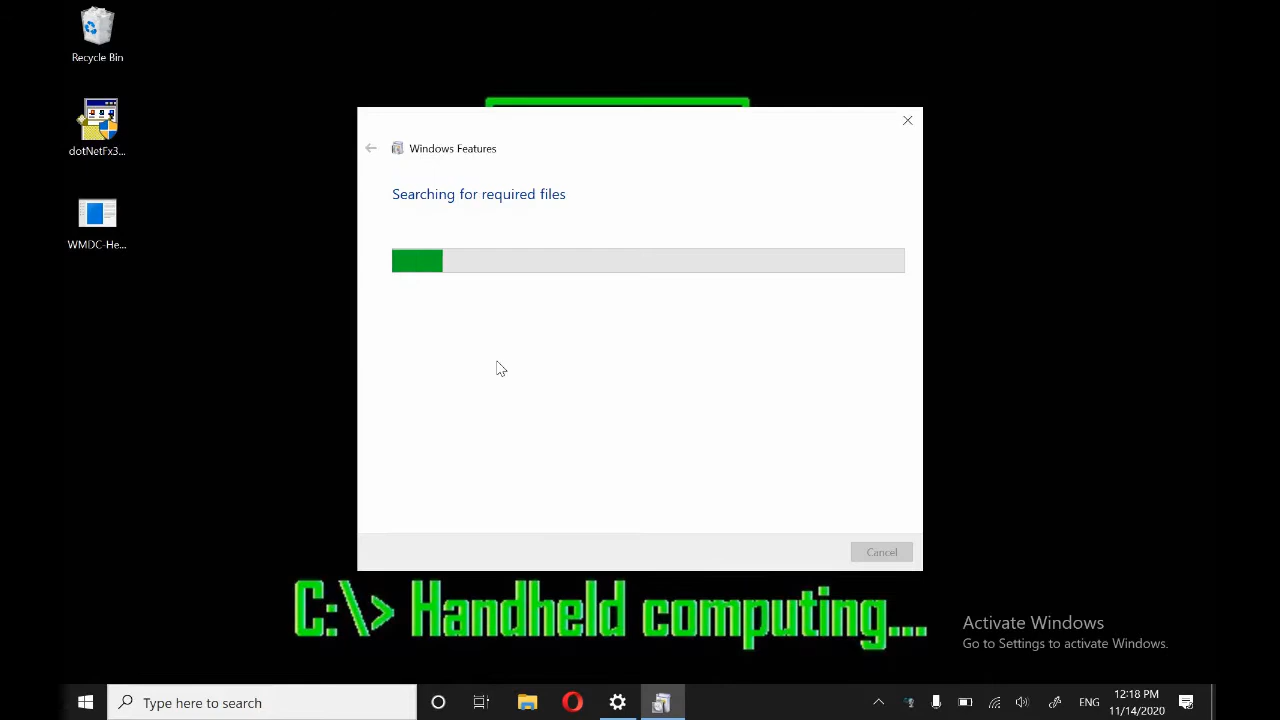 Recycle Bin
dotNetFx3...
WMDC-He...
Windows Features
Searching for required files
Cancel
C:\> Handheld computing...
Activate Windows
Go to Settings to activate Windows.
Type here to search
ENG
12:18 PM
11/14/2020